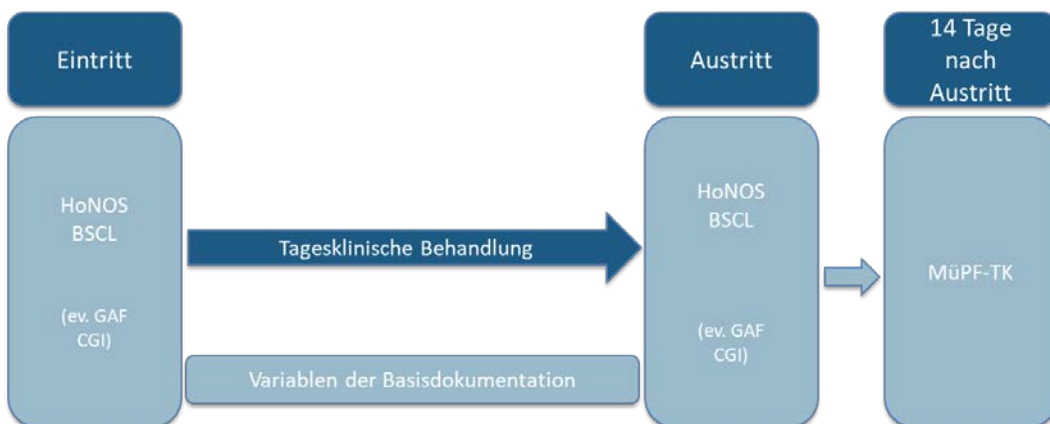 Eintritt
Austritt
14 Tage
nach
Austritt
HoNOS
BSCL
(ev. GAF
CGI)
Tagesklinische Behandlung
Variablen der Basisdokumentation
HoNOS
BSCL
(ev. GAF
CGI)
MüPF-TK